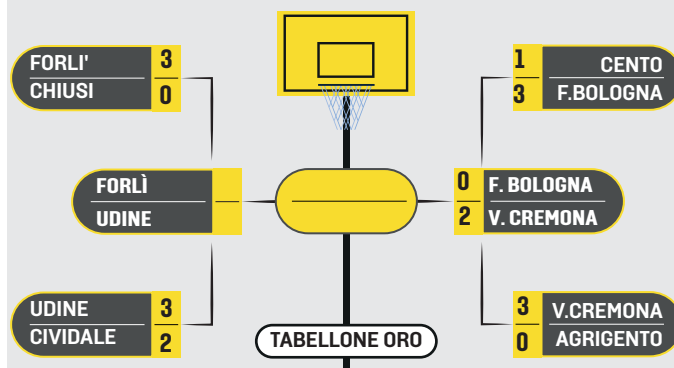 FORLI' 3
CHIUSI 0
1 CENTO
3 F.BOLOGNA
FORLÌ
UDINE
0 F. BOLOGNA
2 V. CREMONA
UDINE 3
CIVIDALE 2
3 V.CREMONA
0 AGRIGENTO
TABELLONE ORO